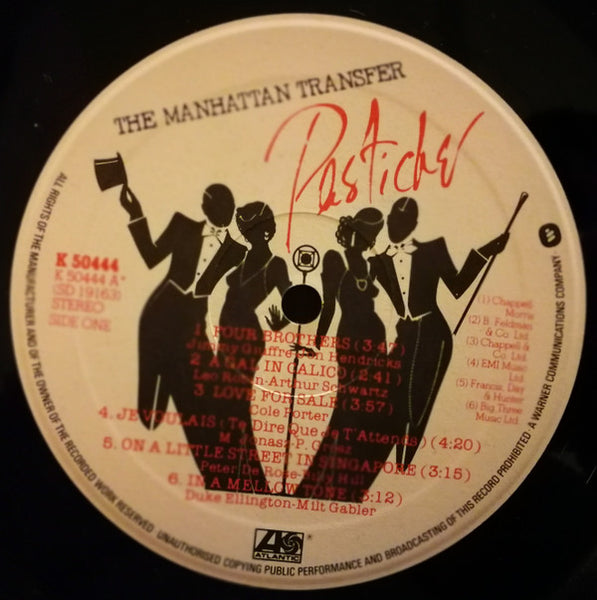 THE MANHATTAN TRANSFER
Pastiche
K 50444
K 50444 A
(SD 19163)
STEREO
SIDE ONE
1. FOUR BROTHERS (3:47)
Jimmy Giuffre-Jon Hendricks
2. A GAL IN CALICO (2:41)
Leo Robin-Arthur Schwartz
3. LOVE FOR SALE (3:57)
Cole Porter
4. JE VOULAIS (Te Dire Que Je T'Attends) (4:20)
M. Jonasz-P. Grosz
5. ON A LITTLE STREET IN SINGAPORE (3:15)
Peter De Rose-Billy Hill
6. IN A MELLOW TONE (3:12)
Duke Ellington-Milt Gabler
(1) Chappell
Morris
(2) B. Feldman
& Co. Ltd.
(3) Chappell &
Co. Ltd.
(4) EMI Music
Ltd.
(5) Francis, Day
& Hunter
(6) Big Three
Music Ltd.
ATLANTIC
ALL RIGHTS OF THE MANUFACTURER AND OF THE OWNER OF THE RECORDED WORK RESERVED · UNAUTHORISED COPYING PUBLIC PERFORMANCE AND BROADCASTING OF THIS RECORD PROHIBITED · A WARNER COMMUNICATIONS COMPANY